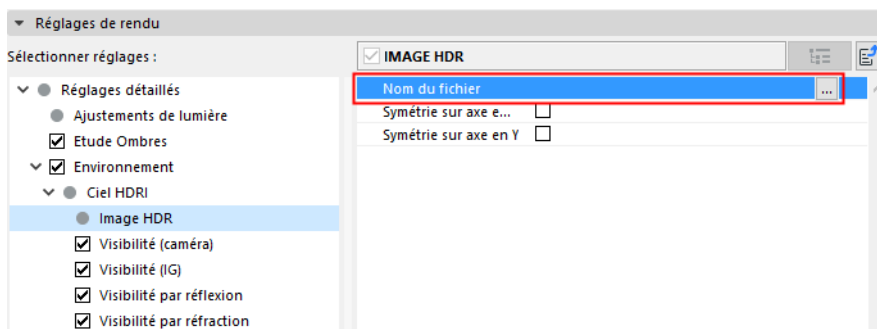 Réglages de rendu
Sélectionner réglages :
IMAGE HDR
Réglages détaillés
Ajustements de lumière
Etude Ombres
Environnement
Ciel HDRI
Image HDR
Visibilité (caméra)
Visibilité (IG)
Visibilité par réflexion
Visibilité par réfraction
Nom du fichier
...
Symétrie sur axe e...
Symétrie sur axe en Y